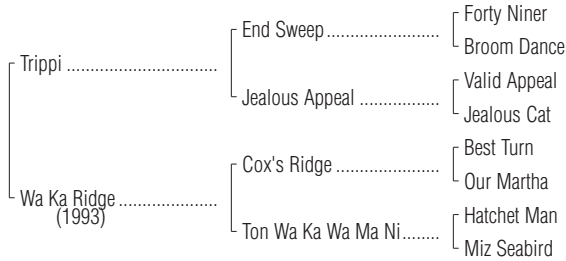 Forty Niner
End Sweep........................
Broom Dance
Trippi ................................
Valid Appeal
Jealous Appeal .................
Jealous Cat
Best Turn
Cox's Ridge ......................
Our Martha
Wa Ka Ridge.....................
(1993)
Hatchet Man
Ton Wa Ka Wa Ma Ni........
Miz Seabird